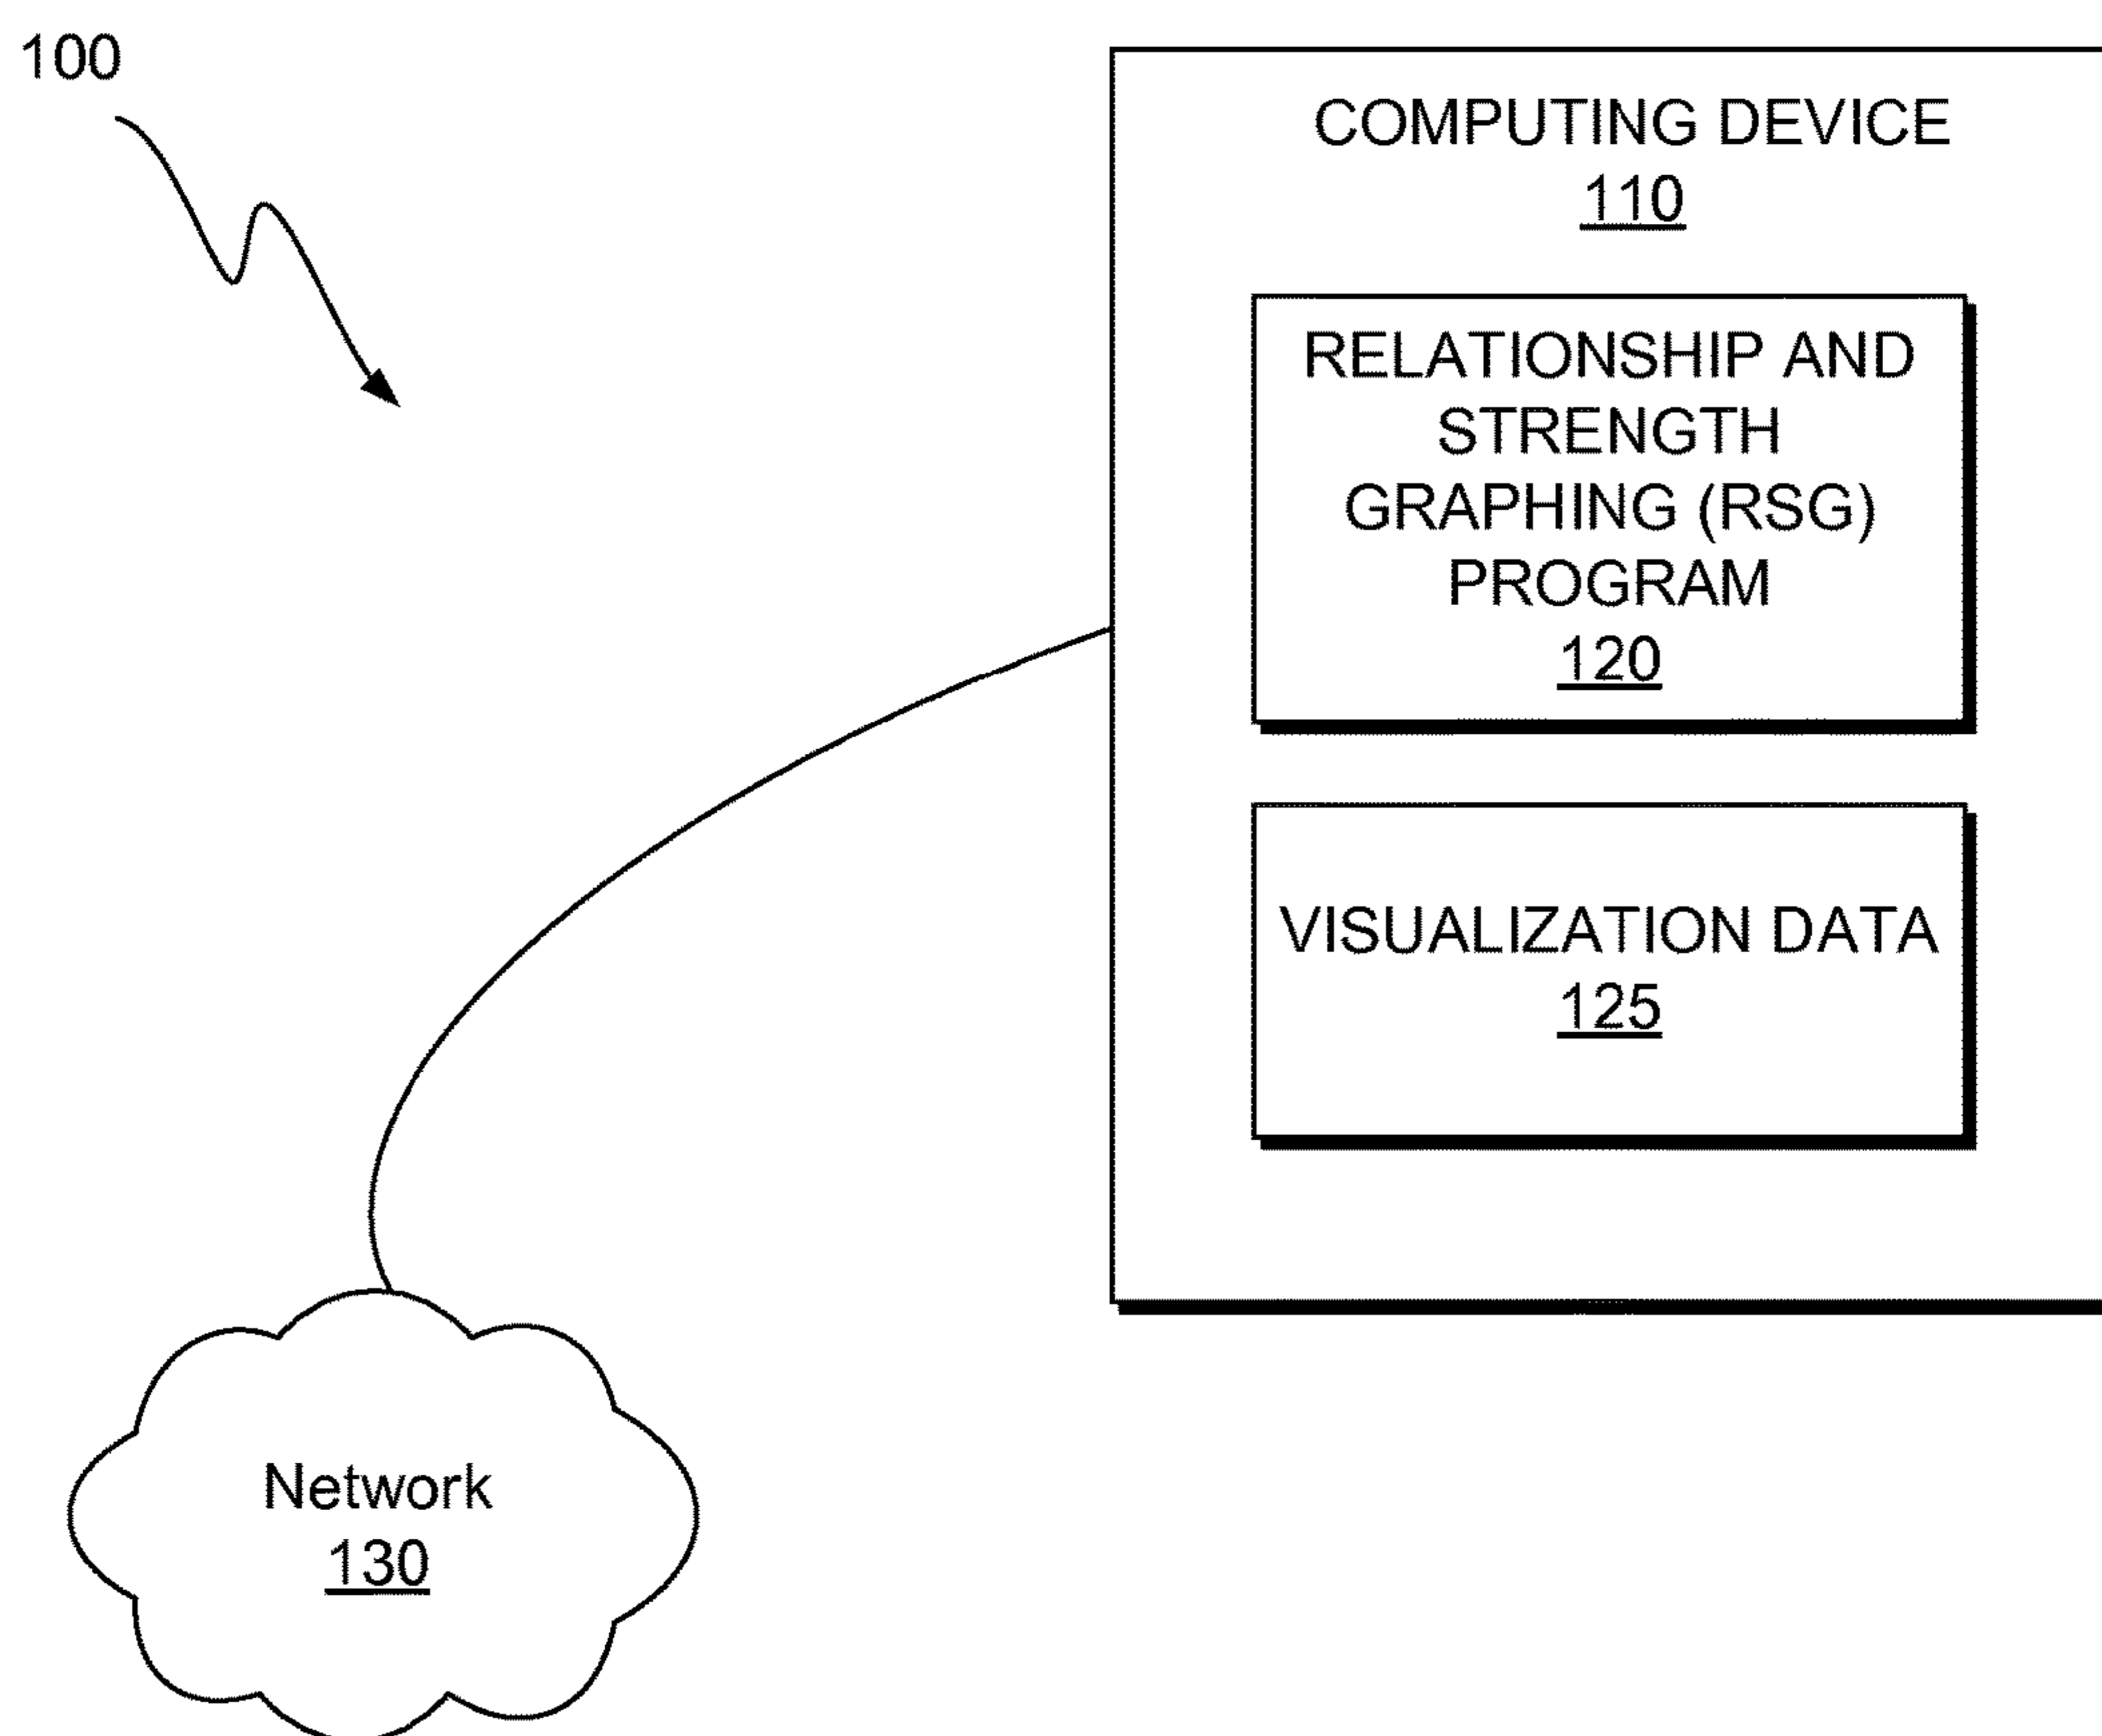 100
COMPUTING DEVICE
110
RELATIONSHIP AND
STRENGTH
GRAPHING (RSG)
PROGRAM
120
VISUALIZATION DATA
125
Network
130